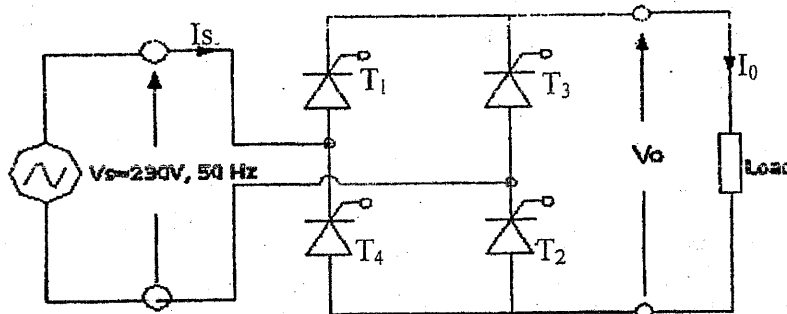 Is
T1
T3
I0
Vs=230V, 50 Hz
Vo
Load
T4
T2